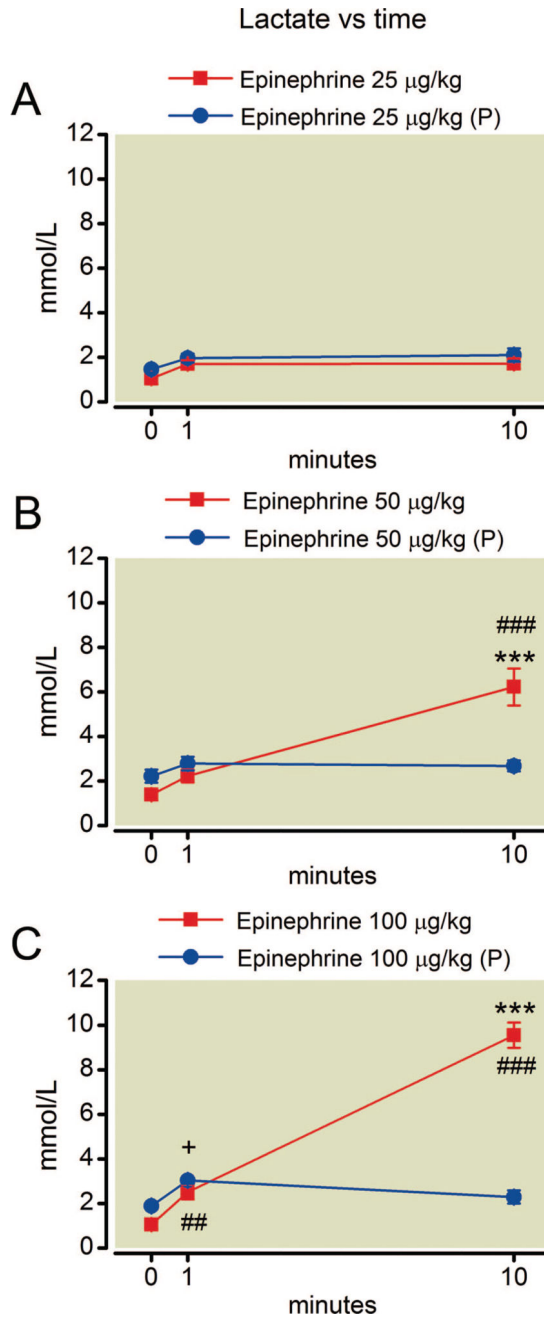 Lactate vs time
A
Epinephrine 25 µg/kg
Epinephrine 25 µg/kg (P)
12
10
8
6
4
2
0
mmol/L
0 1 10
minutes
B
Epinephrine 50 µg/kg
Epinephrine 50 µg/kg (P)
12
10
8
6
4
2
0
mmol/L
###
***
0 1 10
minutes
C
Epinephrine 100 µg/kg
Epinephrine 100 µg/kg (P)
12
10
8
6
4
2
0
mmol/L
***
###
+
##
0 1 10
minutes